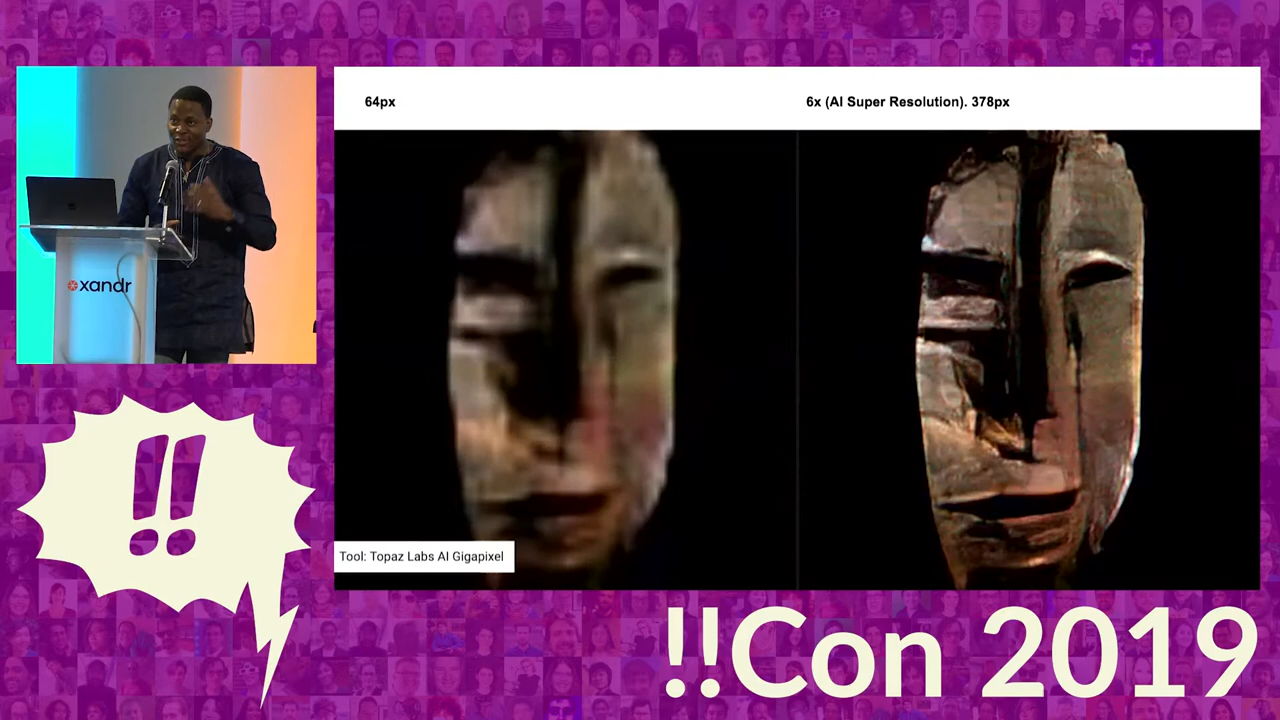 64px
6x (AI Super Resolution). 378px
xandr
Tool: Topaz Labs AI Gigapixel
!!
!!Con 2019